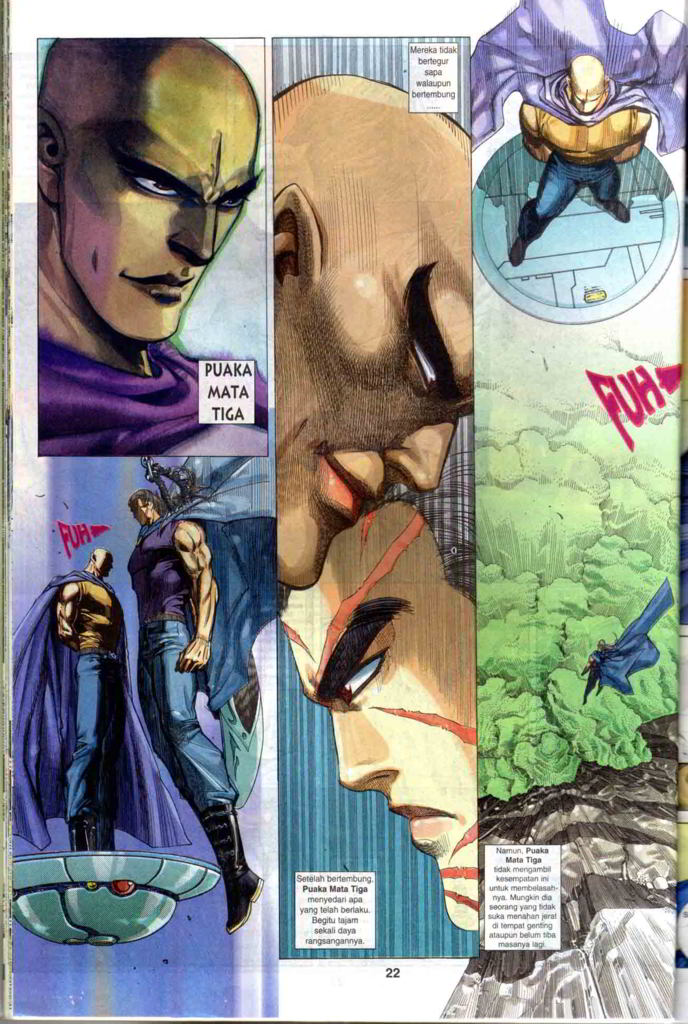 PUAKA
MATA
TIGA
Mereka tidak
bertegur
sapa
walaupun
bertembung
......
FUH
FUH
Setelah bertembung,
Puaka Mata Tiga
menyedari apa
yang telah berlaku.
Begitu tajam
sekali daya
rangsangannya.
Namun, Puaka
Mata Tiga
tidak mengambil
kesempatan ini
untuk membelasah-
nya. Mungkin dia
seorang yang tidak
suka menahan jerat
di tempat genting
ataupun belum tiba
masanya lagi.
22